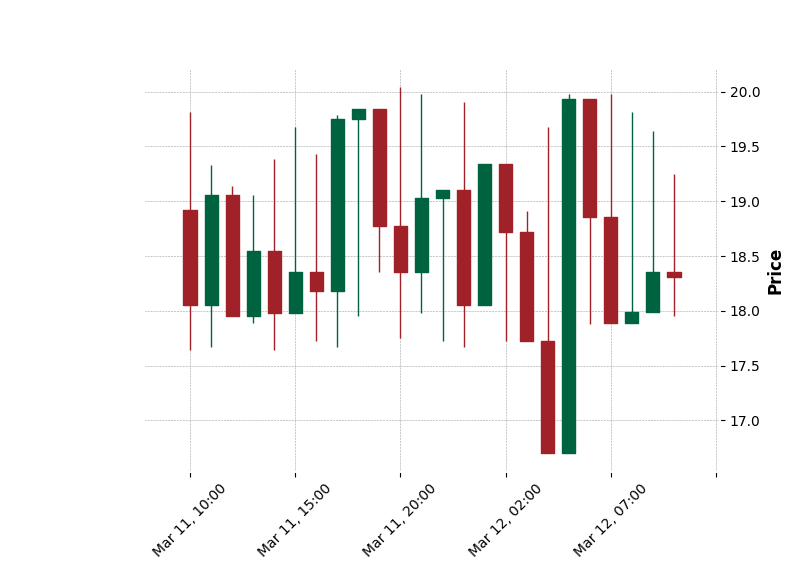 20.0
19.5
19.0
18.5
18.0
17.5
17.0
Price
Mar 11, 10:00
Mar 11, 15:00
Mar 11, 20:00
Mar 12, 02:00
Mar 12, 07:00